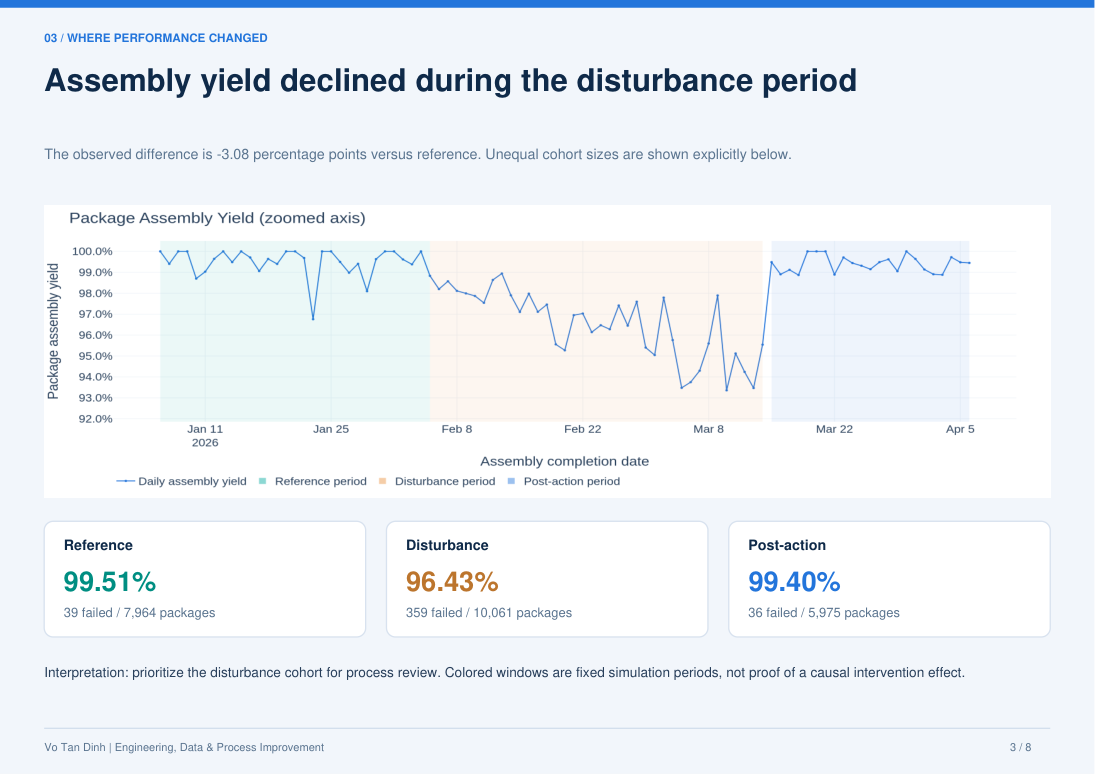 03 / WHERE PERFORMANCE CHANGED
Assembly yield declined during the disturbance period
The observed difference is -3.08 percentage points versus reference. Unequal cohort sizes are shown explicitly below.
Package Assembly Yield (zoomed axis)
Package assembly yield
100.0%
99.0%
98.0%
97.0%
96.0%
95.0%
94.0%
93.0%
92.0%
Jan 11 Jan 25 Feb 8 Feb 22 Mar 8 Mar 22 Apr 5
2026
Assembly completion date
Daily assembly yield Reference period Disturbance period Post-action period
Reference Disturbance Post-action
99.51% 96.43% 99.40%
39 failed / 7,964 packages 359 failed / 10,061 packages 36 failed / 5,975 packages
Interpretation: prioritize the disturbance cohort for process review. Colored windows are fixed simulation periods, not proof of a causal intervention effect.
Vo Tan Dinh | Engineering, Data & Process Improvement 3 / 8